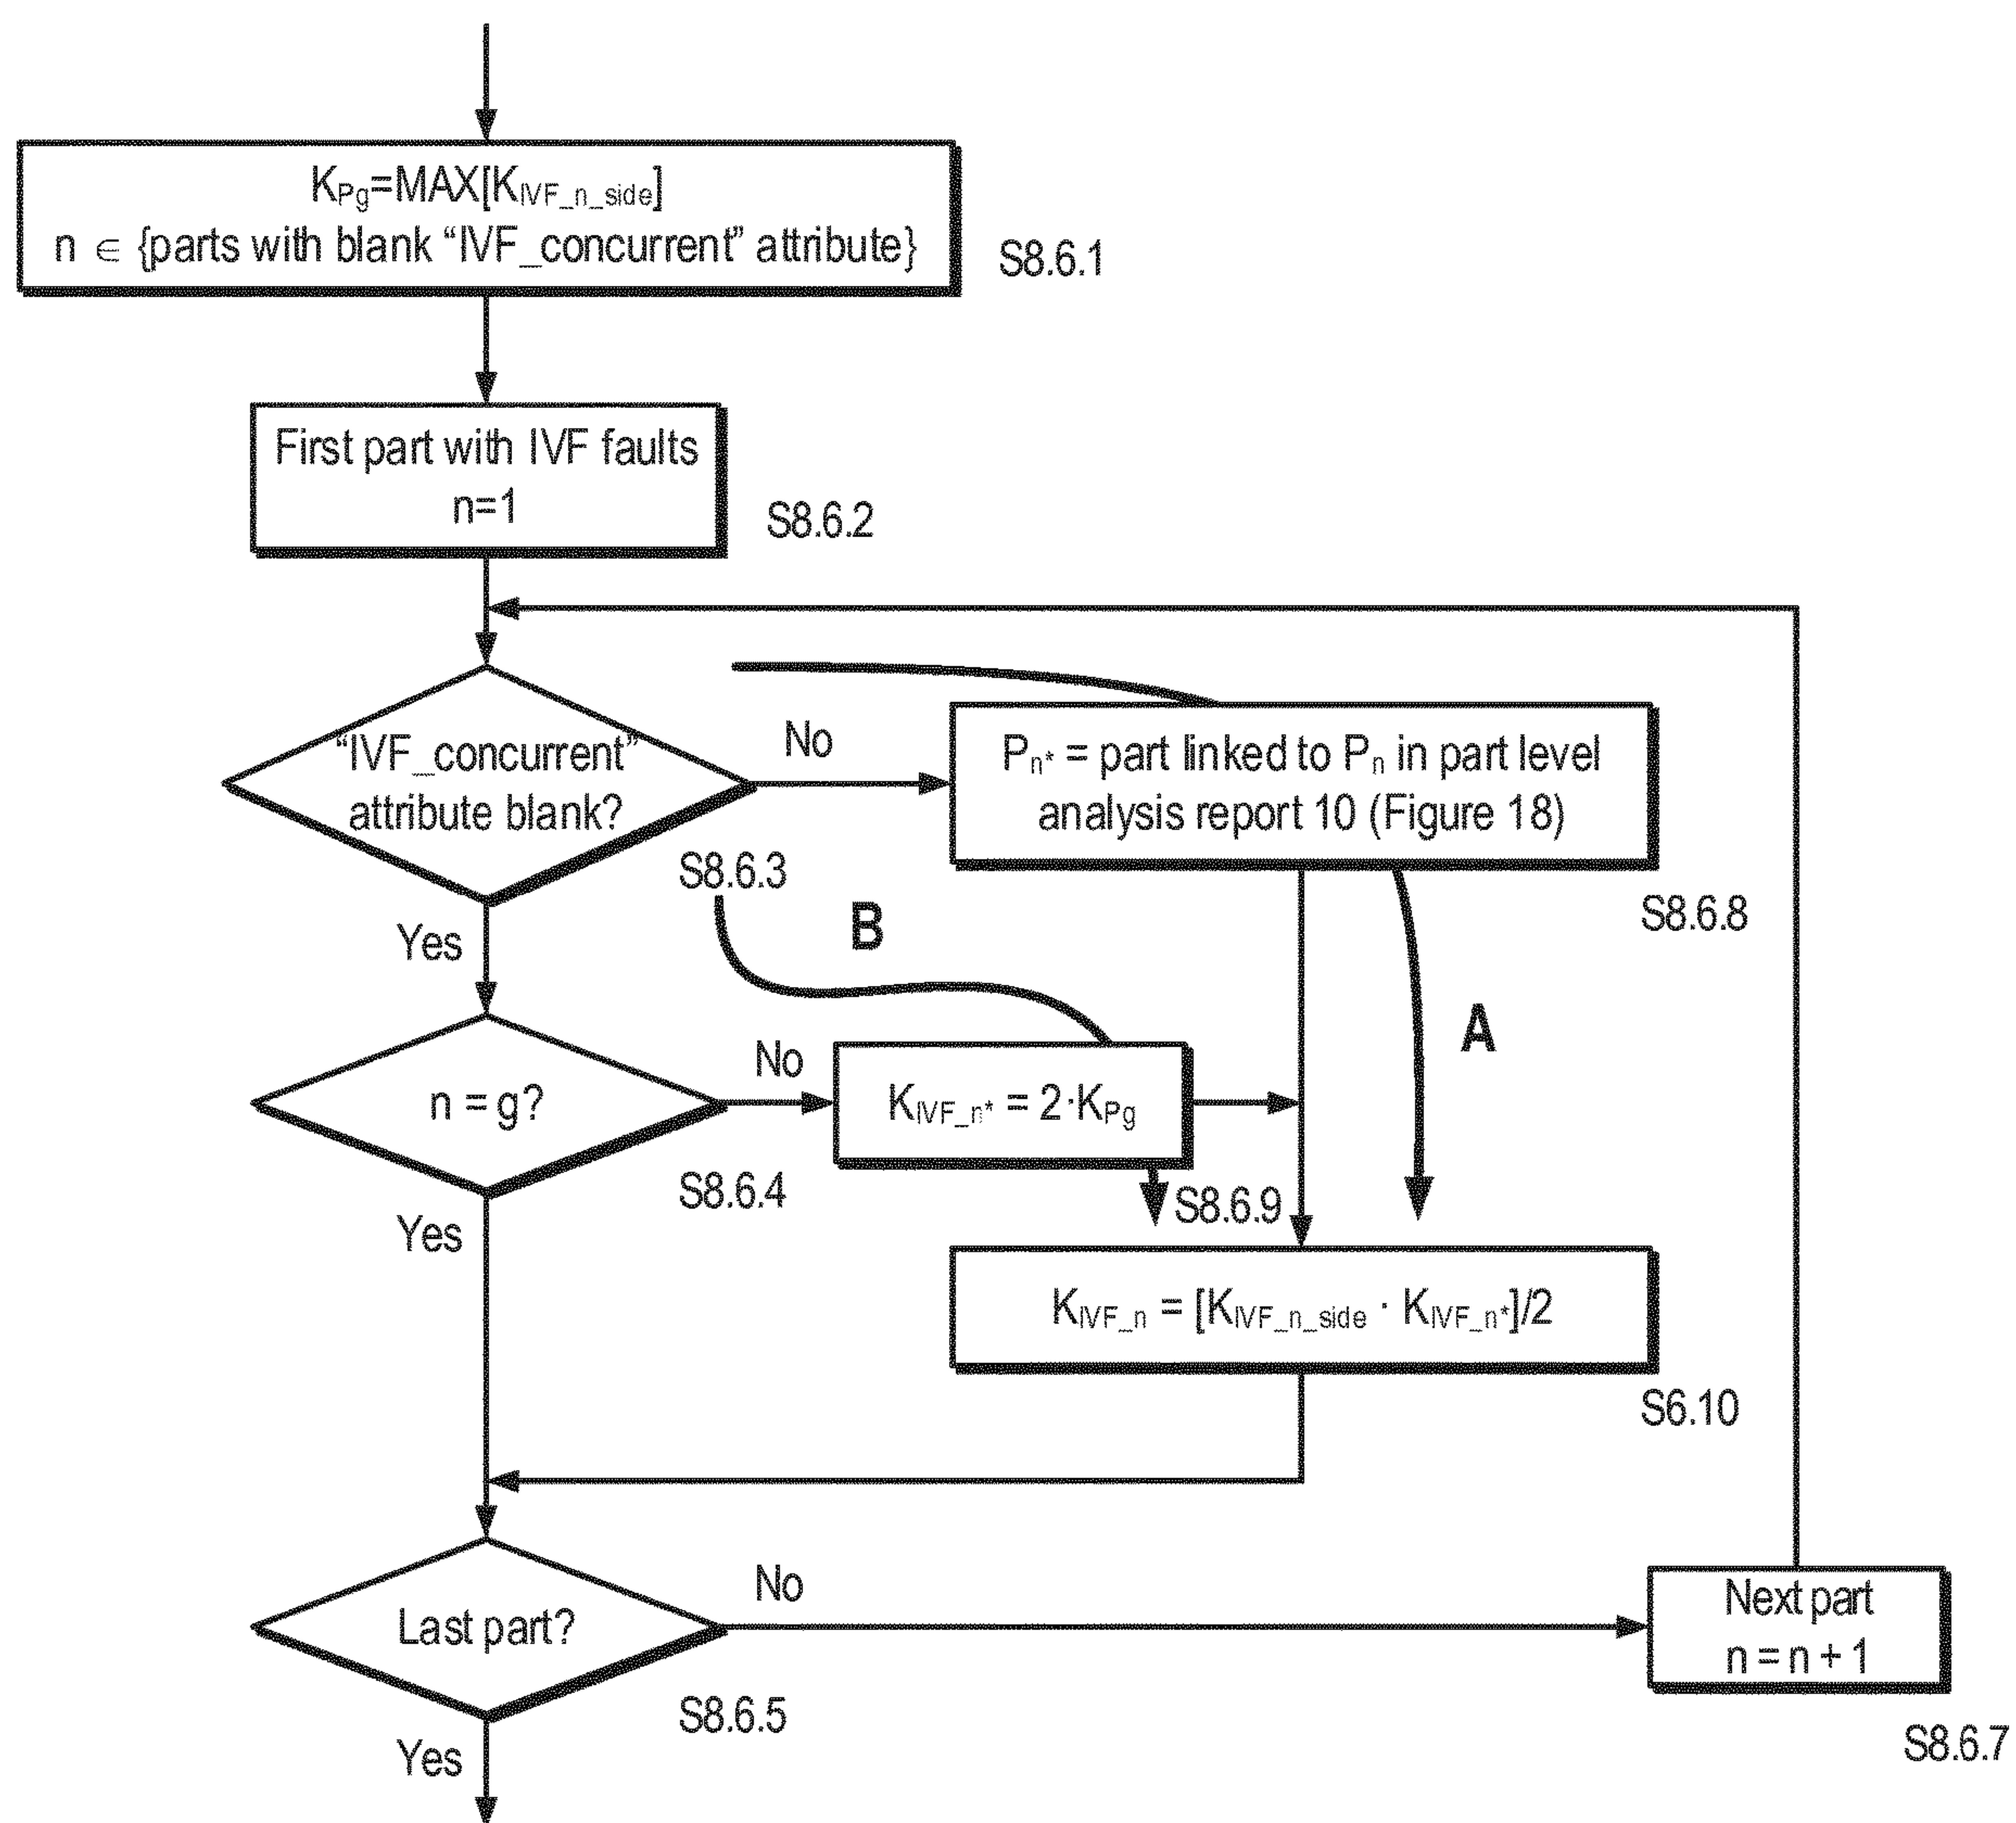 K_Pg=MAX[K_IVF_n_side]
n ∈ {parts with blank “IVF_concurrent” attribute}
S8.6.1
First part with IVF faults
n=1
S8.6.2
“IVF_concurrent”
attribute blank?
No
P_n* = part linked to P_n in part level
analysis report 10 (Figure 18)
S8.6.3
S8.6.8
Yes
B
A
n = g?
No
K_IVF_n* = 2·K_Pg
S8.6.4
S8.6.9
Yes
K_IVF_n = [K_IVF_n_side · K_IVF_n*]/2
S6.10
Last part?
No
Next part
n = n + 1
S8.6.5
S8.6.7
Yes